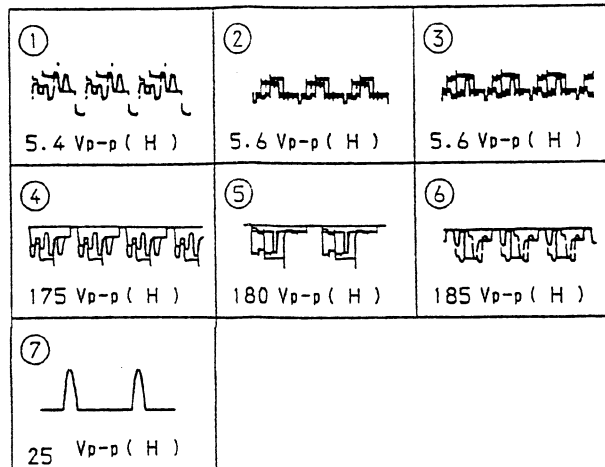 ① ② ③
5.4 Vp-p ( H ) 5.6 Vp-p ( H ) 5.6 Vp-p ( H )
④ ⑤ ⑥
175 Vp-p ( H ) 180 Vp-p ( H ) 185 Vp-p ( H )
⑦
25 Vp-p ( H )